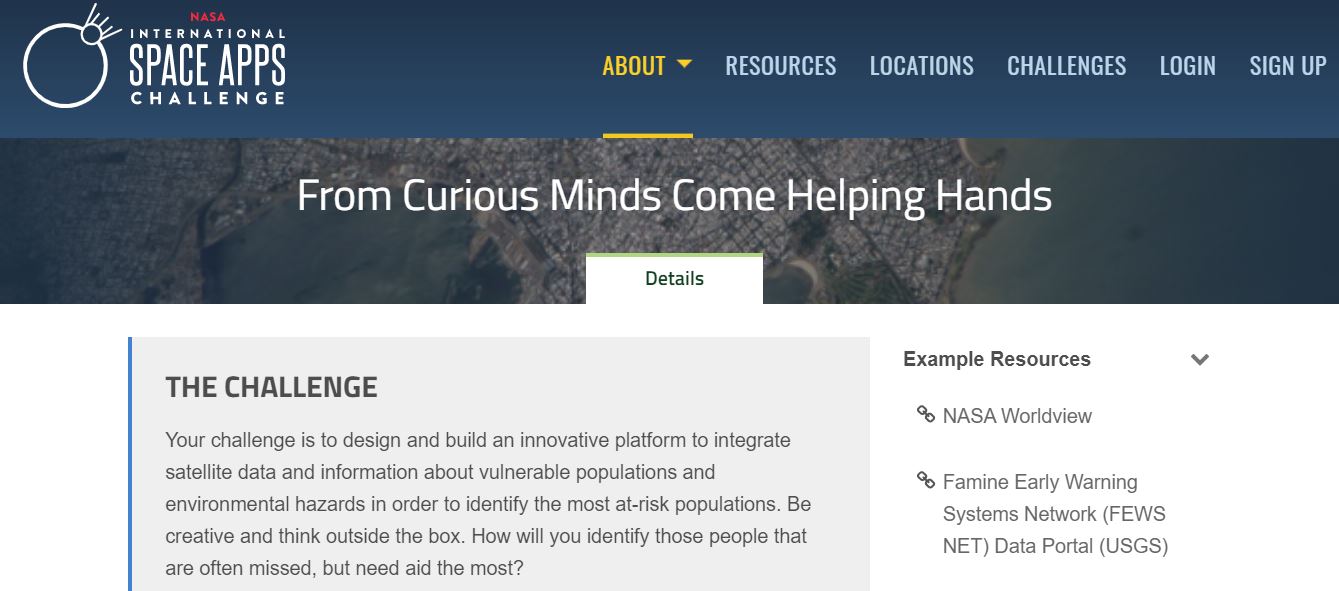 NASA
INTERNATIONAL
SPACE APPS
CHALLENGE
ABOUT RESOURCES LOCATIONS CHALLENGES LOGIN SIGN UP
From Curious Minds Come Helping Hands
Details
THE CHALLENGE
Your challenge is to design and build an innovative platform to integrate
satellite data and information about vulnerable populations and
environmental hazards in order to identify the most at-risk populations. Be
creative and think outside the box. How will you identify those people that
are often missed, but need aid the most?
Example Resources
NASA Worldview
Famine Early Warning
Systems Network (FEWS
NET) Data Portal (USGS)